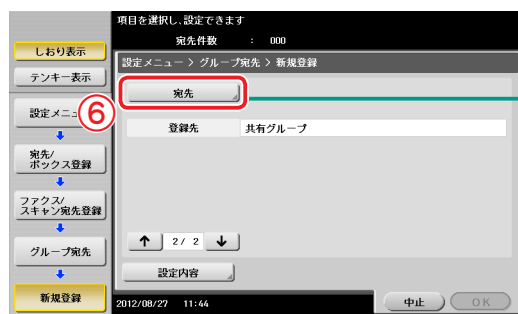 項目を選択し、設定できます
宛先件数 : 000
しおり表示
テンキー表示
設定メニュー > グループ宛先 > 新規登録
⑥
宛先
設定メニ
宛先/
ボックス登録
ファクス/
スキャン宛先登録
グループ宛先
新規登録
登録先
共有グループ
↑ 2/ 2 ↓
設定内容
2012/08/27 11:44
中止
OK